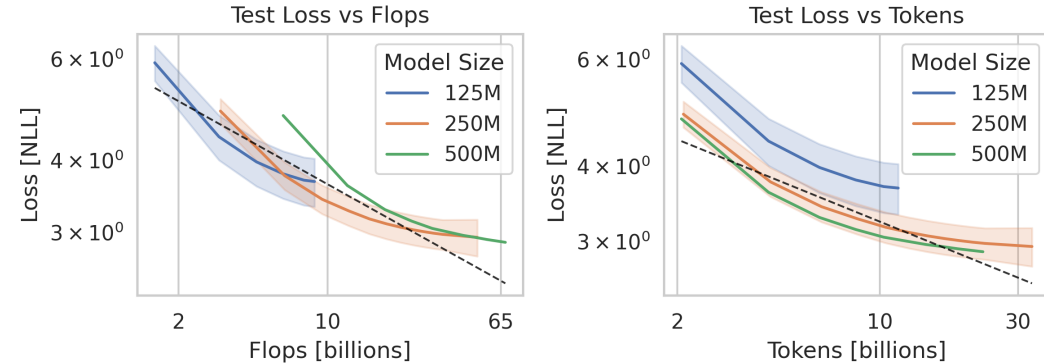 Test Loss vs Flops
Loss [NLL]
6 × 10⁰
4 × 10⁰
3 × 10⁰
Model Size
125M
250M
500M
2
10
65
Flops [billions]
Test Loss vs Tokens
Loss [NLL]
6 × 10⁰
4 × 10⁰
3 × 10⁰
Model Size
125M
250M
500M
2
10
30
Tokens [billions]